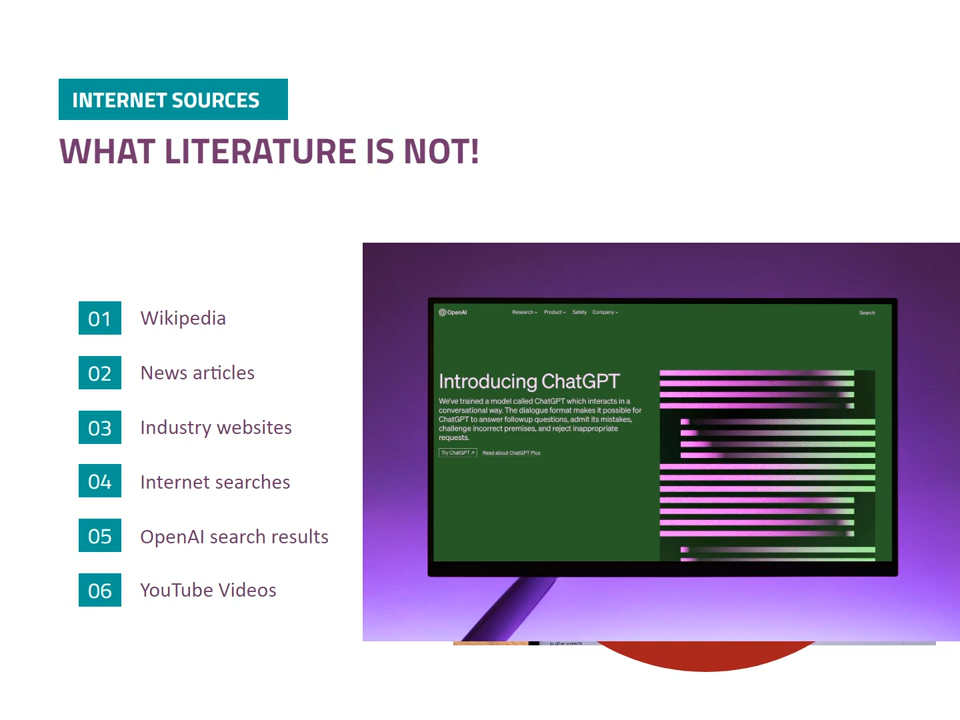 INTERNET SOURCES
WHAT LITERATURE IS NOT!
01 Wikipedia
02 News articles
03 Industry websites
04 Internet searches
05 OpenAI search results
06 YouTube Videos
OpenAI Research Product Safety Company Search
Introducing ChatGPT
We've trained a model called ChatGPT which interacts in a
conversational way. The dialogue format makes it possible for
ChatGPT to answer followup questions, admit its mistakes,
challenge incorrect premises, and reject inappropriate
requests.
Try ChatGPT ↗ Read about ChatGPT Plus
in other projects